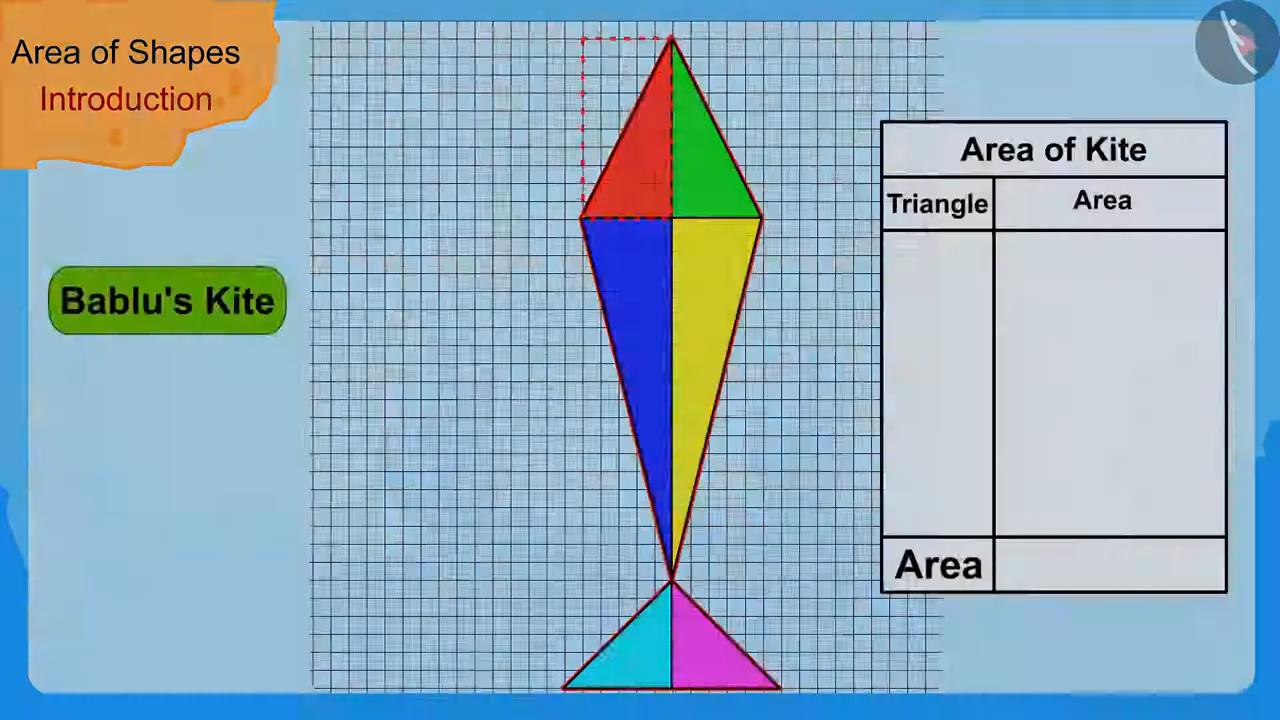 Area of Shapes
Introduction
Bablu's Kite
Area of Kite
Triangle Area
Area